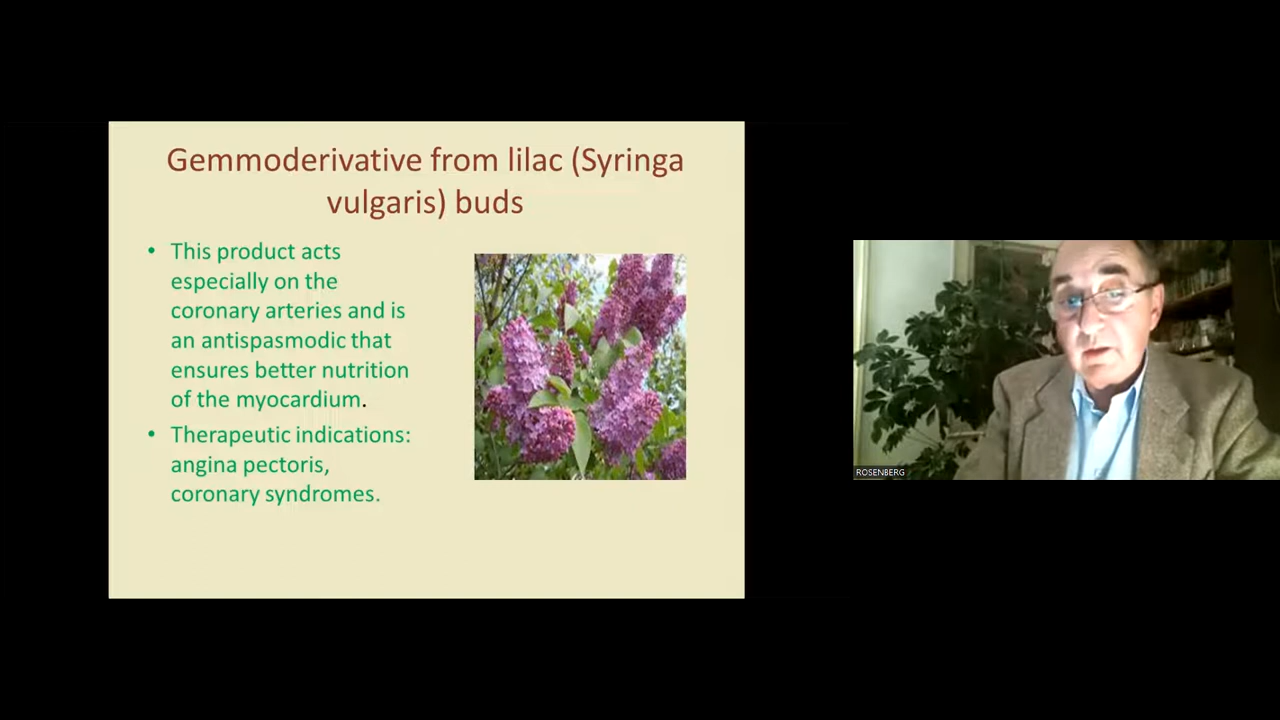 Gemmoderivative from lilac (Syringa
vulgaris) buds
• This product acts
especially on the
coronary arteries and is
an antispasmodic that
ensures better nutrition
of the myocardium.
• Therapeutic indications:
angina pectoris,
coronary syndromes.
ROSENBERG